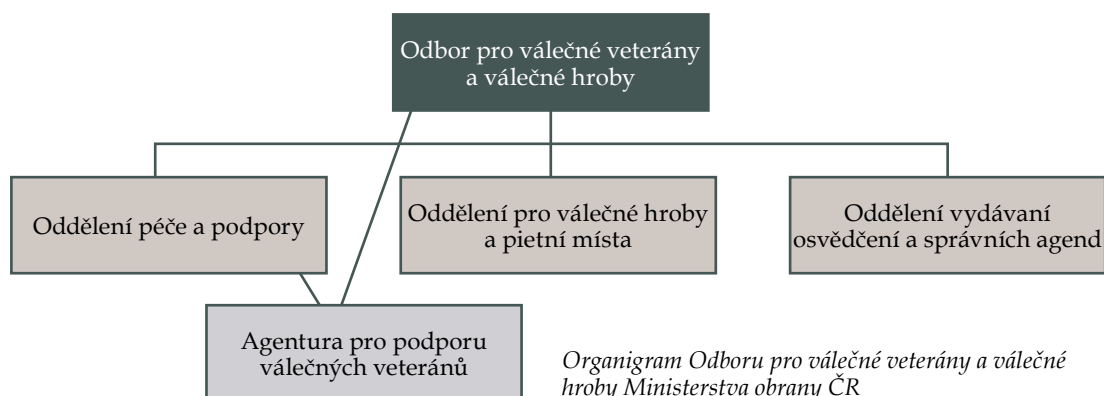 Odbor pro válečné veterány
a válečné hroby
Oddělení péče a podpory
Oddělení pro válečné hroby
a pietní místa
Oddělení vydávaní
osvědčení a správních agend
Agentura pro podporu
válečných veteránů
Organigram Odboru pro válečné veterány a válečné
hroby Ministerstva obrany ČR